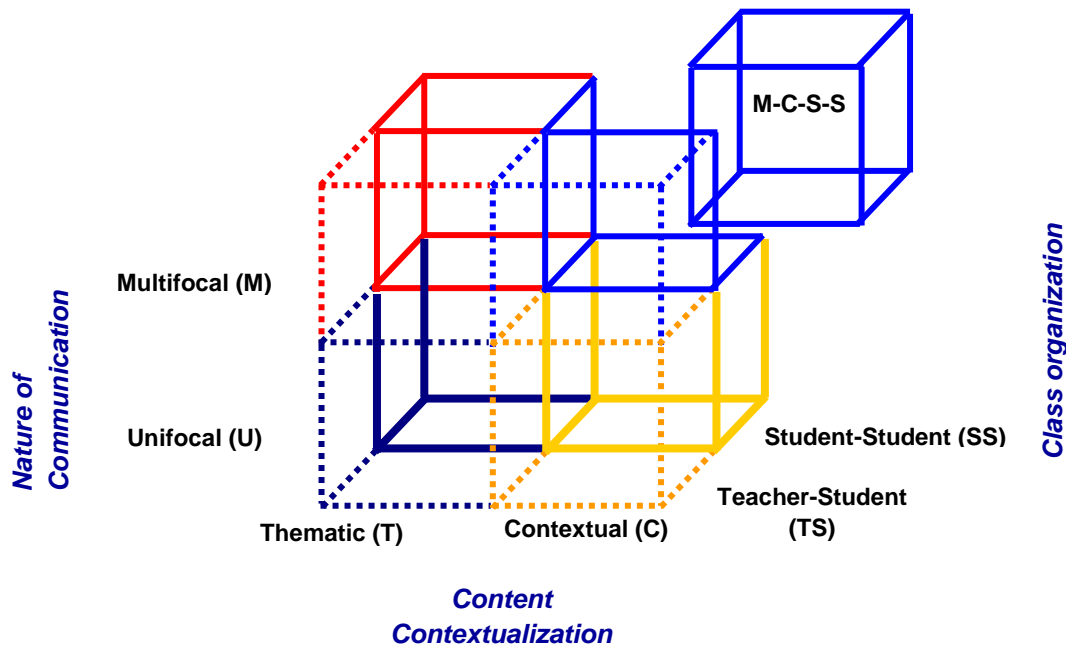 M-C-S-S
Multifocal (M)
Nature of
Communication
Class organization
Unifocal (U)
Student-Student (SS)
Teacher-Student
(TS)
Thematic (T)
Contextual (C)
Content
Contextualization